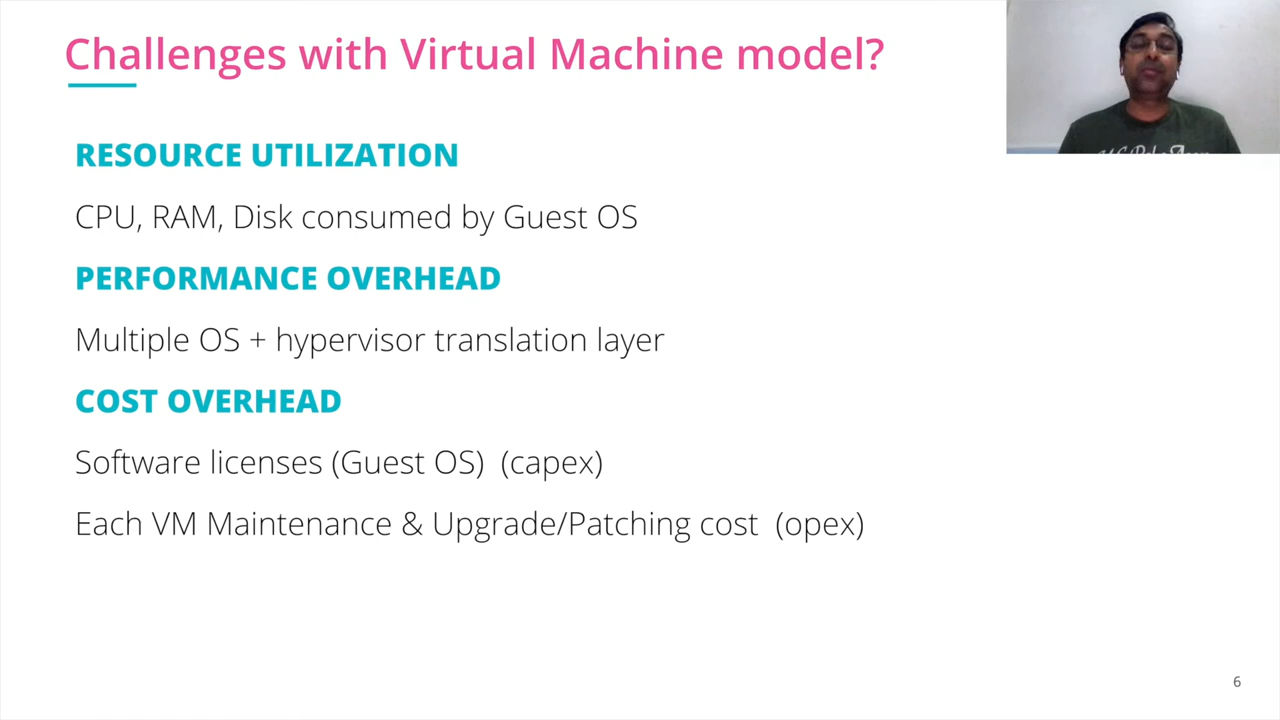 Challenges with Virtual Machine model?
RESOURCE UTILIZATION
CPU, RAM, Disk consumed by Guest OS
PERFORMANCE OVERHEAD
Multiple OS + hypervisor translation layer
COST OVERHEAD
Software licenses (Guest OS)  (capex)
Each VM Maintenance & Upgrade/Patching cost  (opex)
6